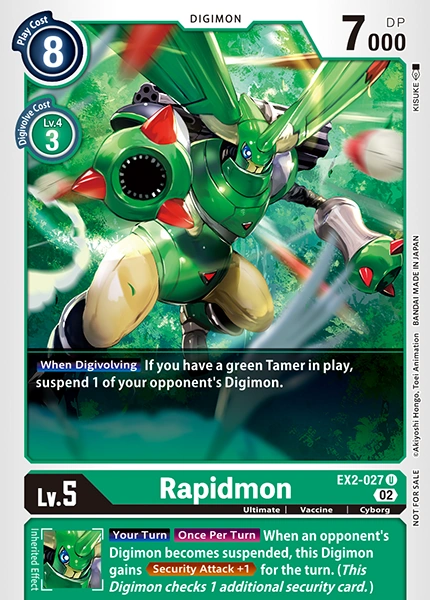 DIGIMON
Play Cost
8
7000 DP
Digivolve Cost
Lv.4
3
KISUKE
When Digivolving If you have a green Tamer in play,
suspend 1 of your opponent's Digimon.
©Akiyoshi Hongo, Toei Animation BANDAI MADE IN JAPAN
NOT FOR SALE
Lv.5
Rapidmon
EX2-027 U
02
Ultimate | Vaccine | Cyborg
Inherited Effect
Your Turn Once Per Turn When an opponent's
Digimon becomes suspended, this Digimon
gains Security Attack +1 for the turn. (This
Digimon checks 1 additional security card.)